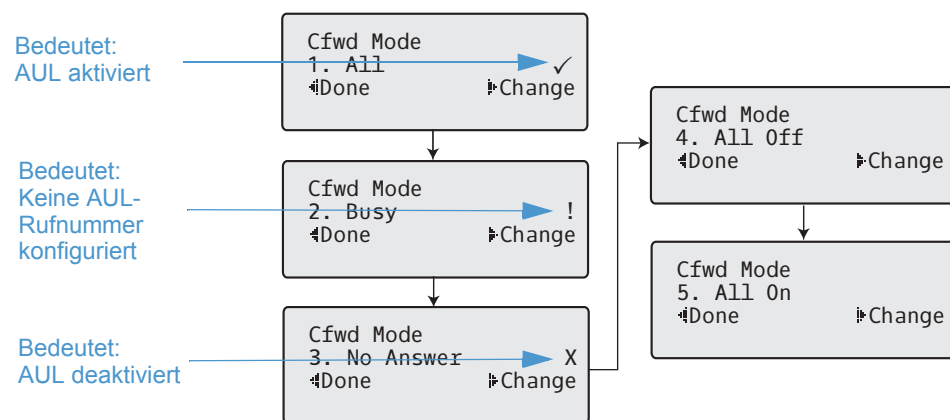 Bedeutet:
AUL aktiviert
Cfwd Mode
1. All ✓
Done Change
Bedeutet:
Keine AUL-
Rufnummer
konfiguriert
Cfwd Mode
2. Busy !
Done Change
Bedeutet:
AUL deaktiviert
Cfwd Mode
3. No Answer X
Done Change
Cfwd Mode
4. All Off
Done Change
Cfwd Mode
5. All On
Done Change